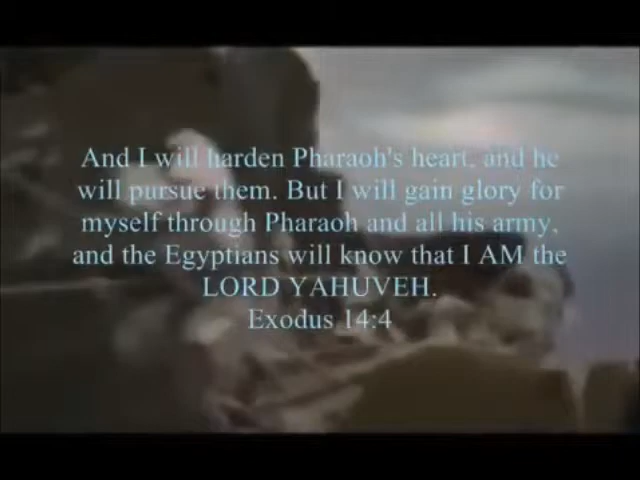 And I will harden Pharaoh's heart, and he
will pursue them. But I will gain glory for
myself through Pharaoh and all his army,
and the Egyptians will know that I AM the
LORD YAHUVEH.
Exodus 14:4